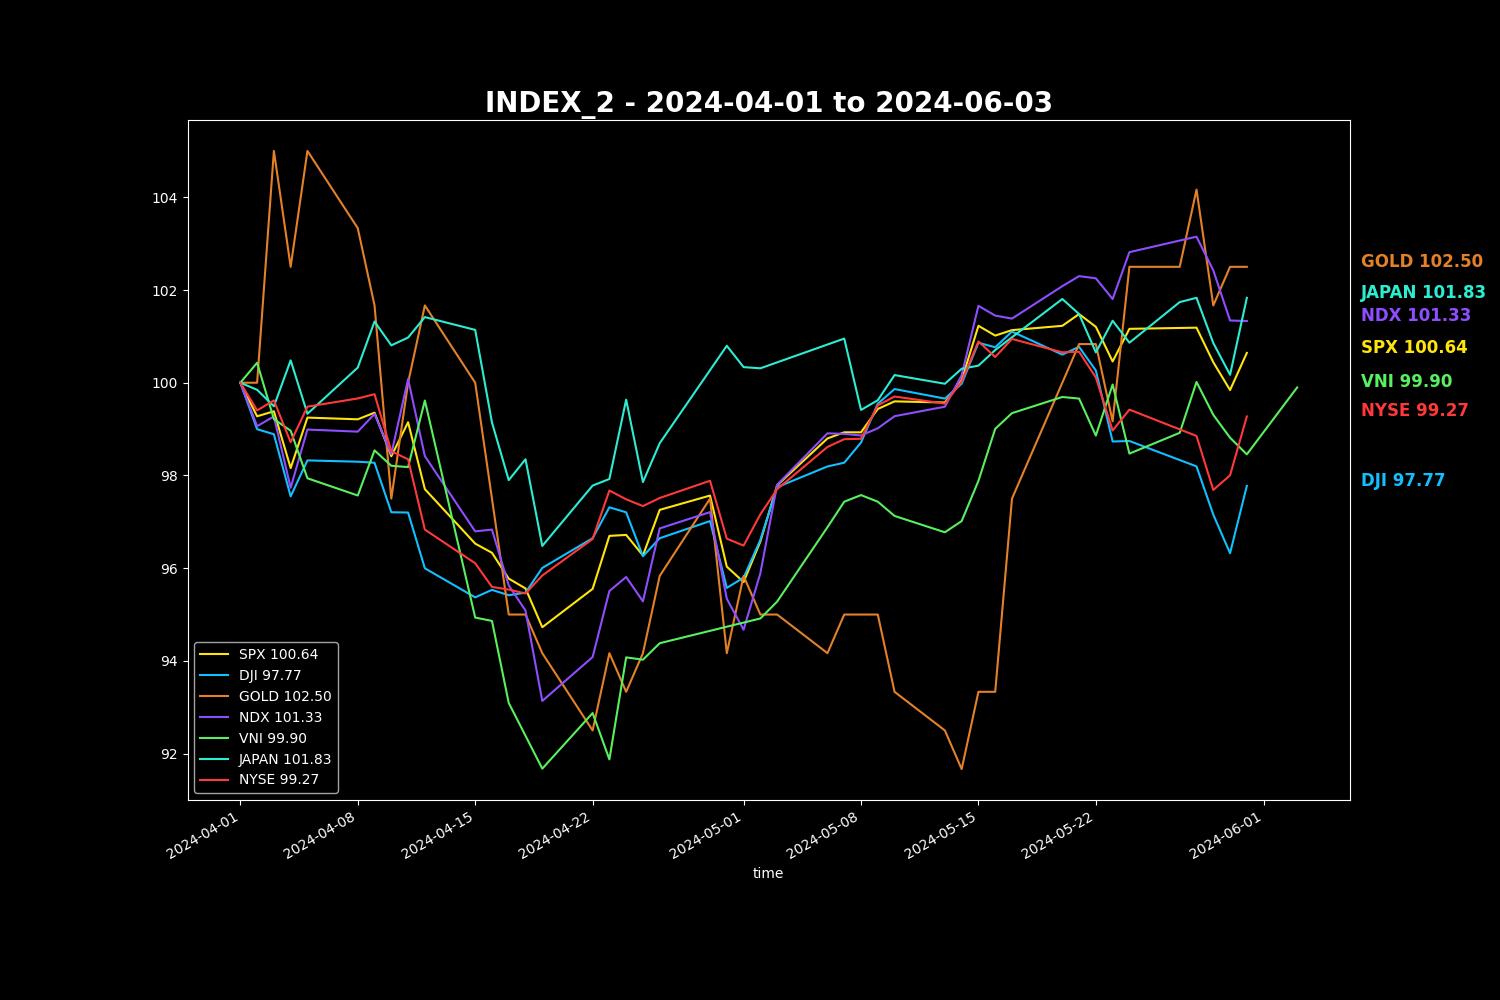 INDEX_2 - 2024-04-01 to 2024-06-03
104
102
100
98
96
94
92
GOLD 102.50
JAPAN 101.83
NDX 101.33
SPX 100.64
VNI 99.90
NYSE 99.27
DJI 97.77
SPX 100.64
DJI 97.77
GOLD 102.50
NDX 101.33
VNI 99.90
JAPAN 101.83
NYSE 99.27
2024-04-01
2024-04-08
2024-04-15
2024-04-22
2024-05-01
2024-05-08
2024-05-15
2024-05-22
2024-06-01
time